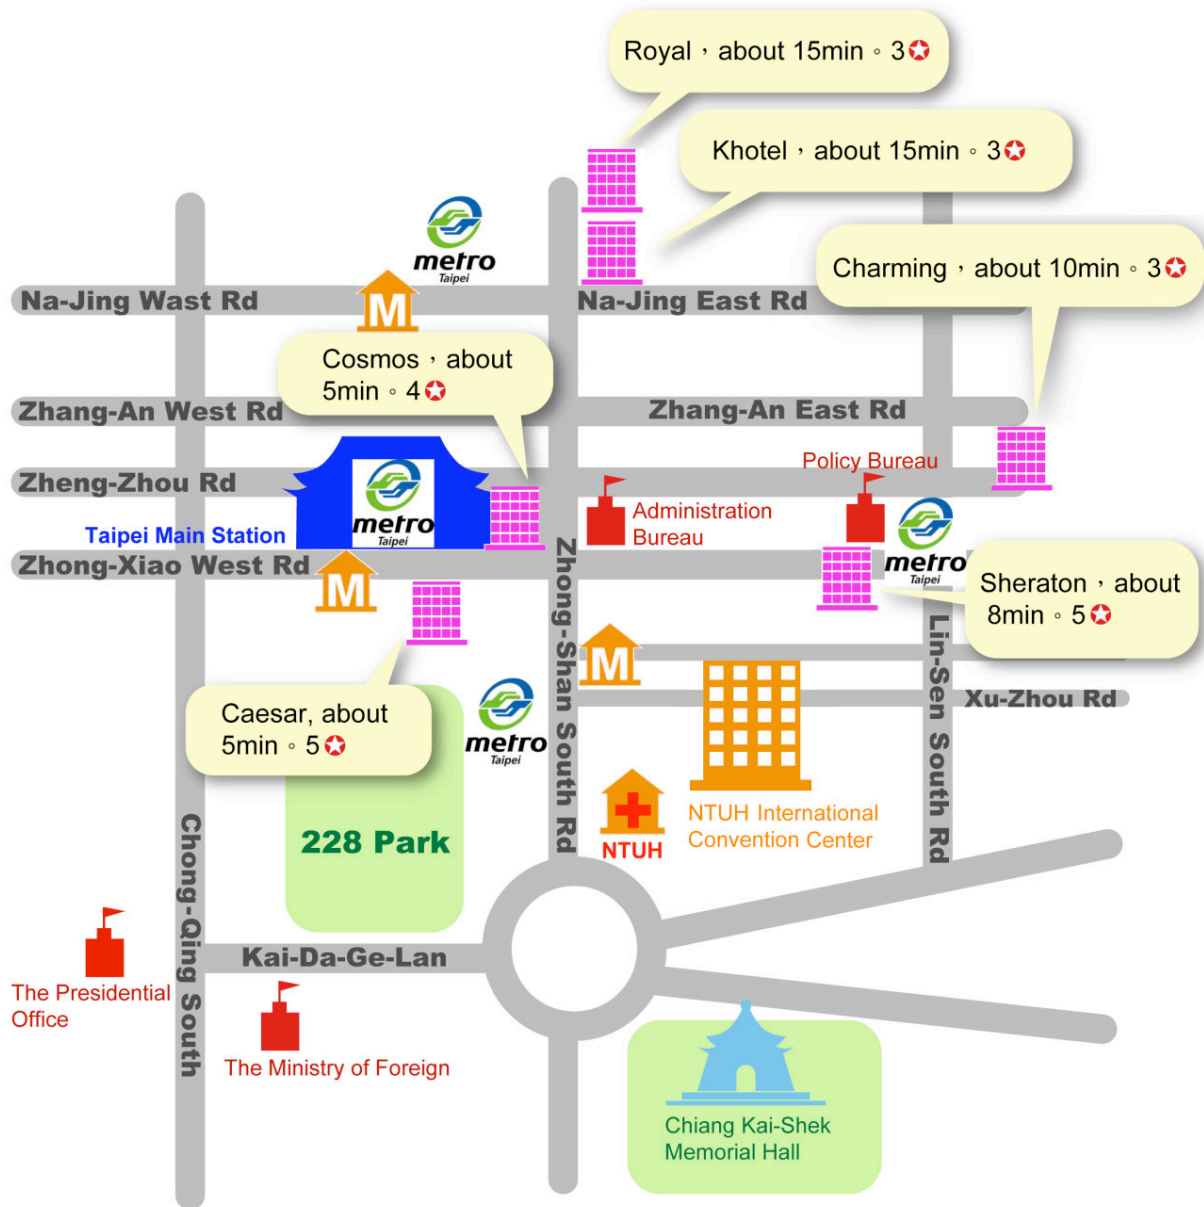 Royal，about 15min。3
Khotel，about 15min。3
metro
Taipei
Charming，about 10min。3
Na-Jing Wast Rd
M
Na-Jing East Rd
Cosmos，about
5min。4
Zhang-An West Rd
Zhang-An East Rd
Policy Bureau
Zheng-Zhou Rd
metro
Taipei
Administration
Bureau
Taipei Main Station
metro
Taipei
Zhong-Xiao West Rd
M
Sheraton，about
8min。5
Zhong-Shan South Rd
Lin-Sen South Rd
M
Xu-Zhou Rd
Caesar, about
5min。5
metro
Taipei
NTUH International
Convention Center
228 Park
NTUH
Chong-Qing South
Kai-Da-Ge-Lan
The Presidential
Office
The Ministry of Foreign
Chiang Kai-Shek
Memorial Hall